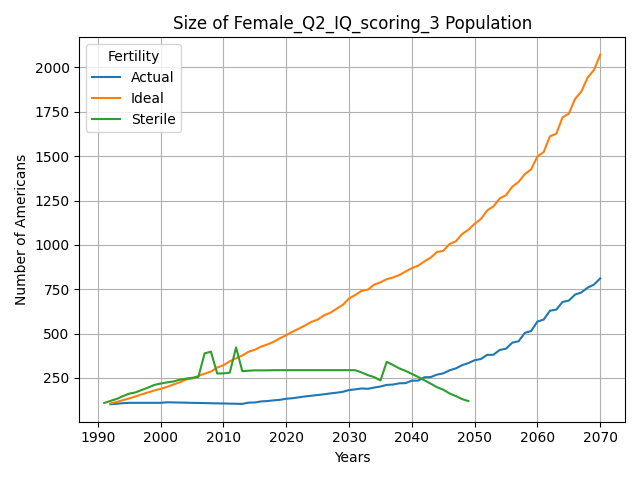 Size of Female_Q2_IQ_scoring_3 Population
Fertility
Actual
Ideal
Sterile
Number of Americans
2000
1750
1500
1250
1000
750
500
250
1990
2000
2010
2020
2030
2040
2050
2060
2070
Years